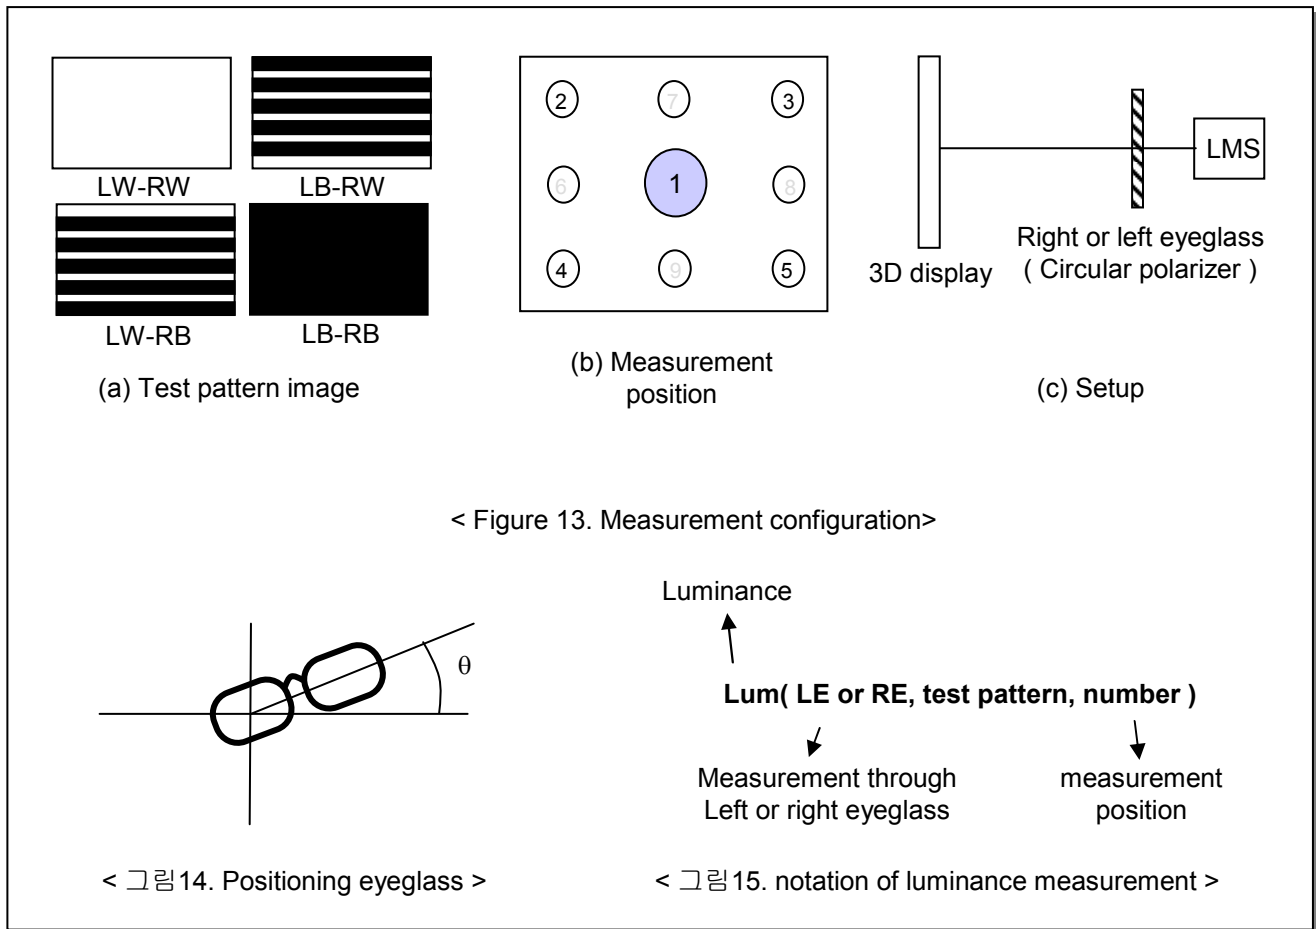 LW-RW
LB-RW
LW-RB
LB-RB
(a) Test pattern image
2
7
3
6
1
8
4
9
5
(b) Measurement
position
LMS
3D display
Right or left eyeglass
( Circular polarizer )
(c) Setup
< Figure 13. Measurement configuration>
θ
< 그림14. Positioning eyeglass >
Luminance
Lum( LE or RE, test pattern, number )
Measurement through
Left or right eyeglass
measurement
position
< 그림15. notation of luminance measurement >